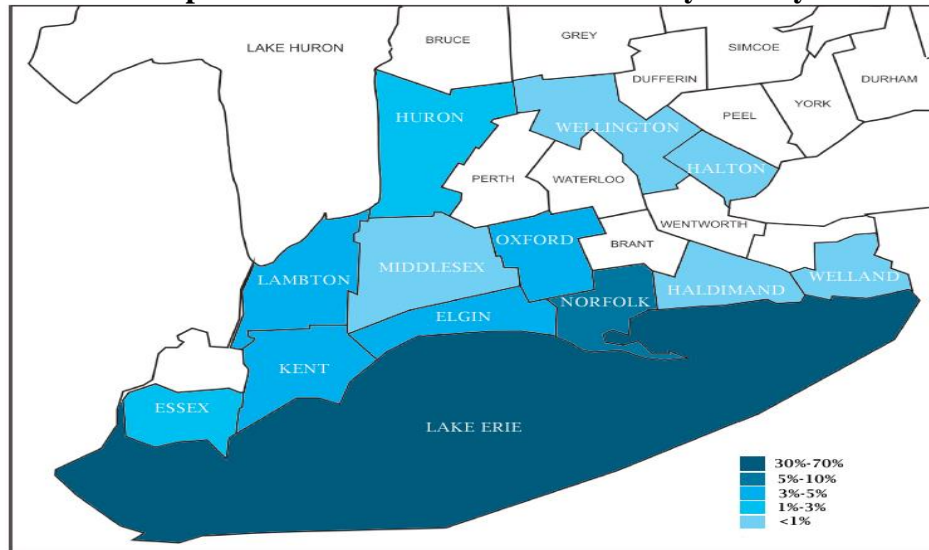 BRUCE
GREY
LAKE HURON
SIMCOE
DUFFERIN
DURHAM
YORK
PEEL
HURON
WELLINGTON
HALTON
PERTH
WATERLOO
WENTWORTH
OXFORD
BRANT
MIDDLESEX
LAMBTON
WELLAND
HALDIMAND
NORFOLK
ELGIN
KENT
ESSEX
LAKE ERIE
30%-70%
5%-10%
3%-5%
1%-3%
<1%